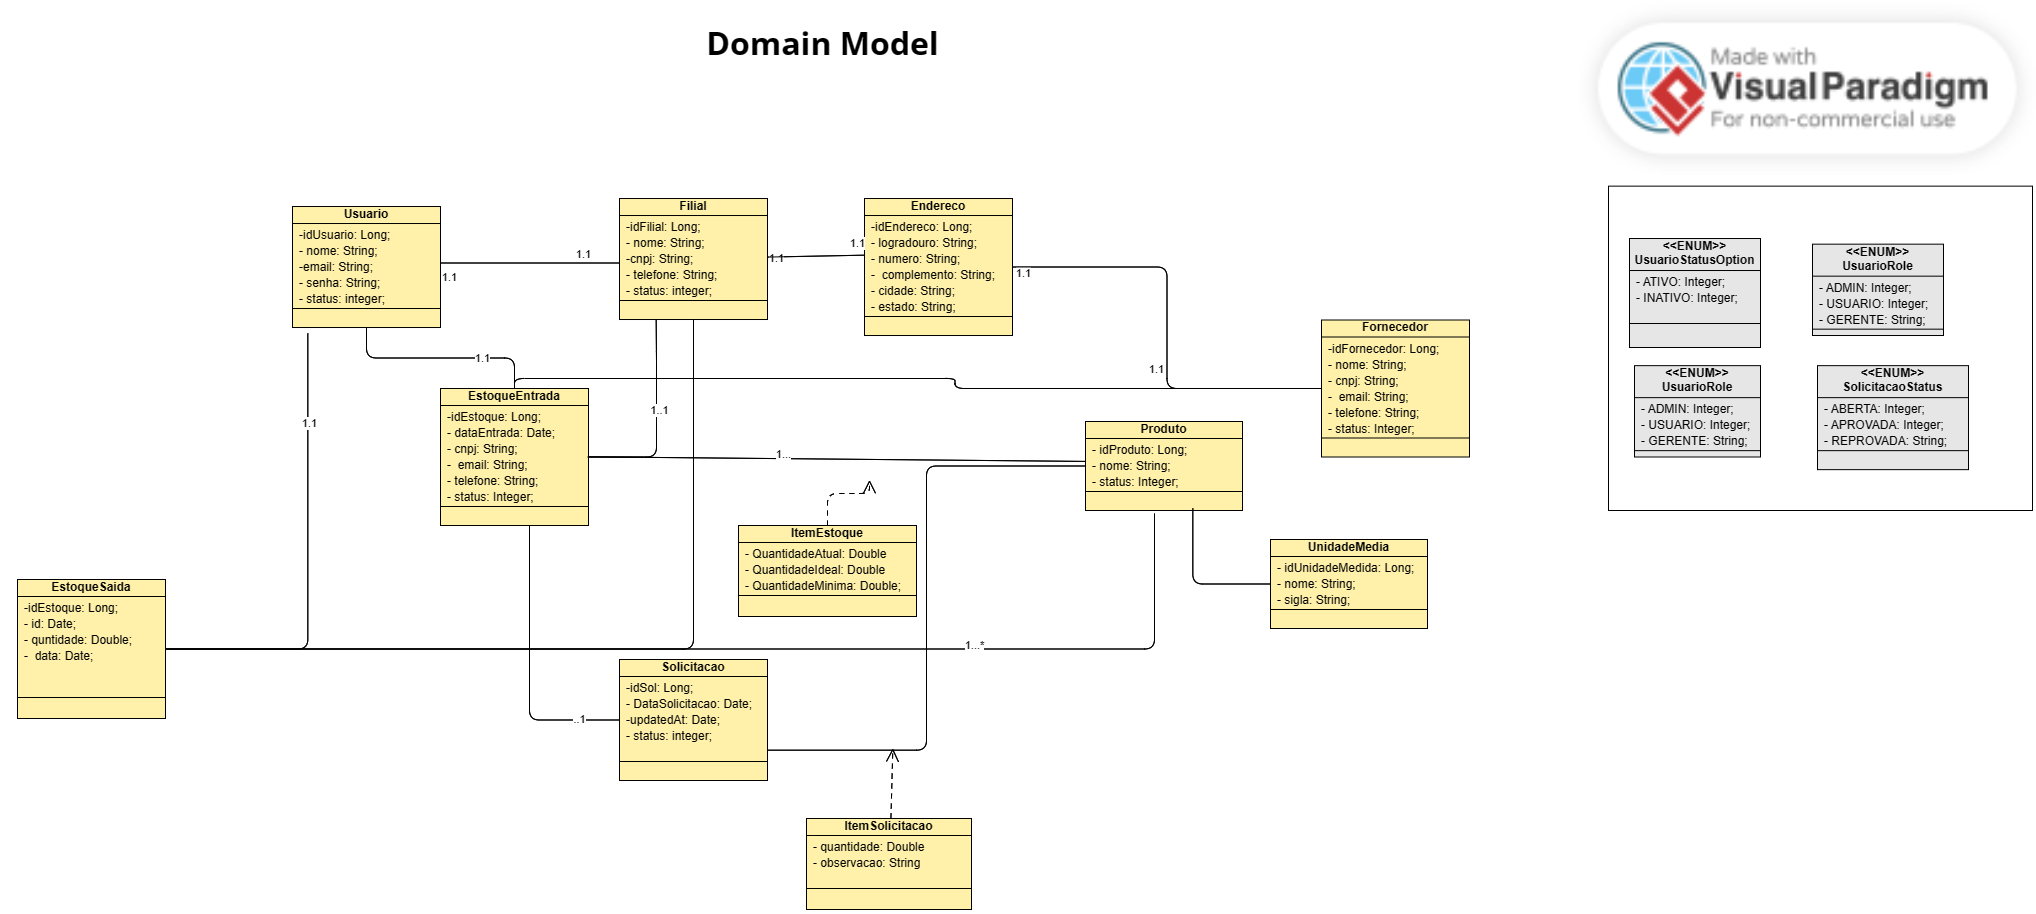 Domain Model
Made with
Visual Paradigm
For non-commercial use
Usuario
-idUsuario: Long;
- nome: String;
-email: String;
- senha: String;
- status: integer;
1.1
1.1
Filial
-idFilial: Long;
- nome: String;
-cnpj: String;
- telefone: String;
- status: integer;
1.1
1.1
Endereco
-idEndereco: Long;
- logradouro: String;
- numero: String;
- complemento: String;
- cidade: String;
- estado: String;
1.1
1.1
Fornecedor
-idFornecedor: Long;
- nome: String;
- cnpj: String;
- email: String;
- telefone: String;
- status: Integer;
<<ENUM>>
UsuarioStatusOption
- ATIVO: Integer;
- INATIVO: Integer;
<<ENUM>>
UsuarioRole
- ADMIN: Integer;
- USUARIO: Integer;
- GERENTE: String;
<<ENUM>>
UsuarioRole
- ADMIN: Integer;
- USUARIO: Integer;
- GERENTE: String;
<<ENUM>>
SolicitacaoStatus
- ABERTA: Integer;
- APROVADA: Integer;
- REPROVADA: String;
1.1
1.1
EstoqueEntrada
-idEstoque: Long;
- dataEntrada: Date;
- cnpj: String;
- email: String;
- telefone: String;
- status: Integer;
1..1
1...
Produto
- idProduto: Long;
- nome: String;
- status: Integer;
ItemEstoque
- QuantidadeAtual: Double
- QuantidadeIdeal: Double
- QuantidadeMinima: Double;
UnidadeMedia
- idUnidadeMedida: Long;
- nome: String;
- sigla: String;
EstoqueSaida
-idEstoque: Long;
- id: Date;
- quntidade: Double;
- data: Date;
1...*
Solicitacao
-idSol: Long;
- DataSolicitacao: Date;
-updatedAt: Date;
- status: integer;
..1
ItemSolicitacao
- quantidade: Double
- observacao: String